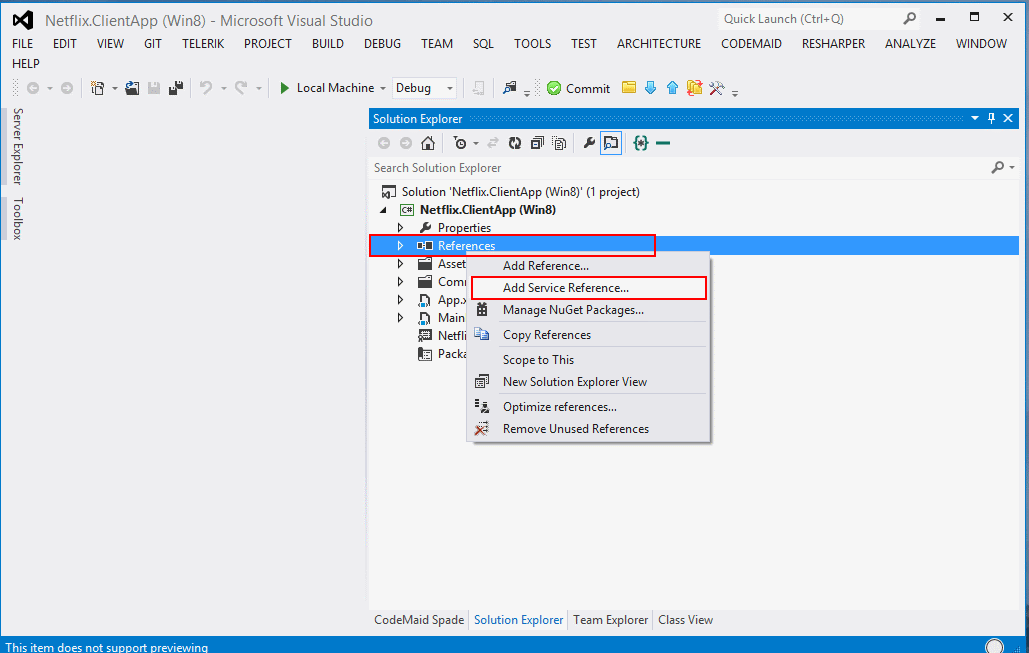 Netflix.ClientApp (Win8) - Microsoft Visual Studio
Quick Launch (Ctrl+Q)
FILE EDIT VIEW GIT TELERIK PROJECT BUILD DEBUG TEAM SQL TOOLS TEST ARCHITECTURE CODEMAID RESHARPER ANALYZE WINDOW
HELP
Local Machine Debug Commit
Server Explorer
Toolbox
Solution Explorer
Search Solution Explorer
Solution 'Netflix.ClientApp (Win8)' (1 project)
C# Netflix.ClientApp (Win8)
Properties
References
Asset
Com
App.x
Main
Netfli
Packa
Add Reference...
Add Service Reference...
Manage NuGet Packages...
Copy References
Scope to This
New Solution Explorer View
Optimize references...
Remove Unused References
CodeMaid Spade Solution Explorer Team Explorer Class View
This item does not support previewing